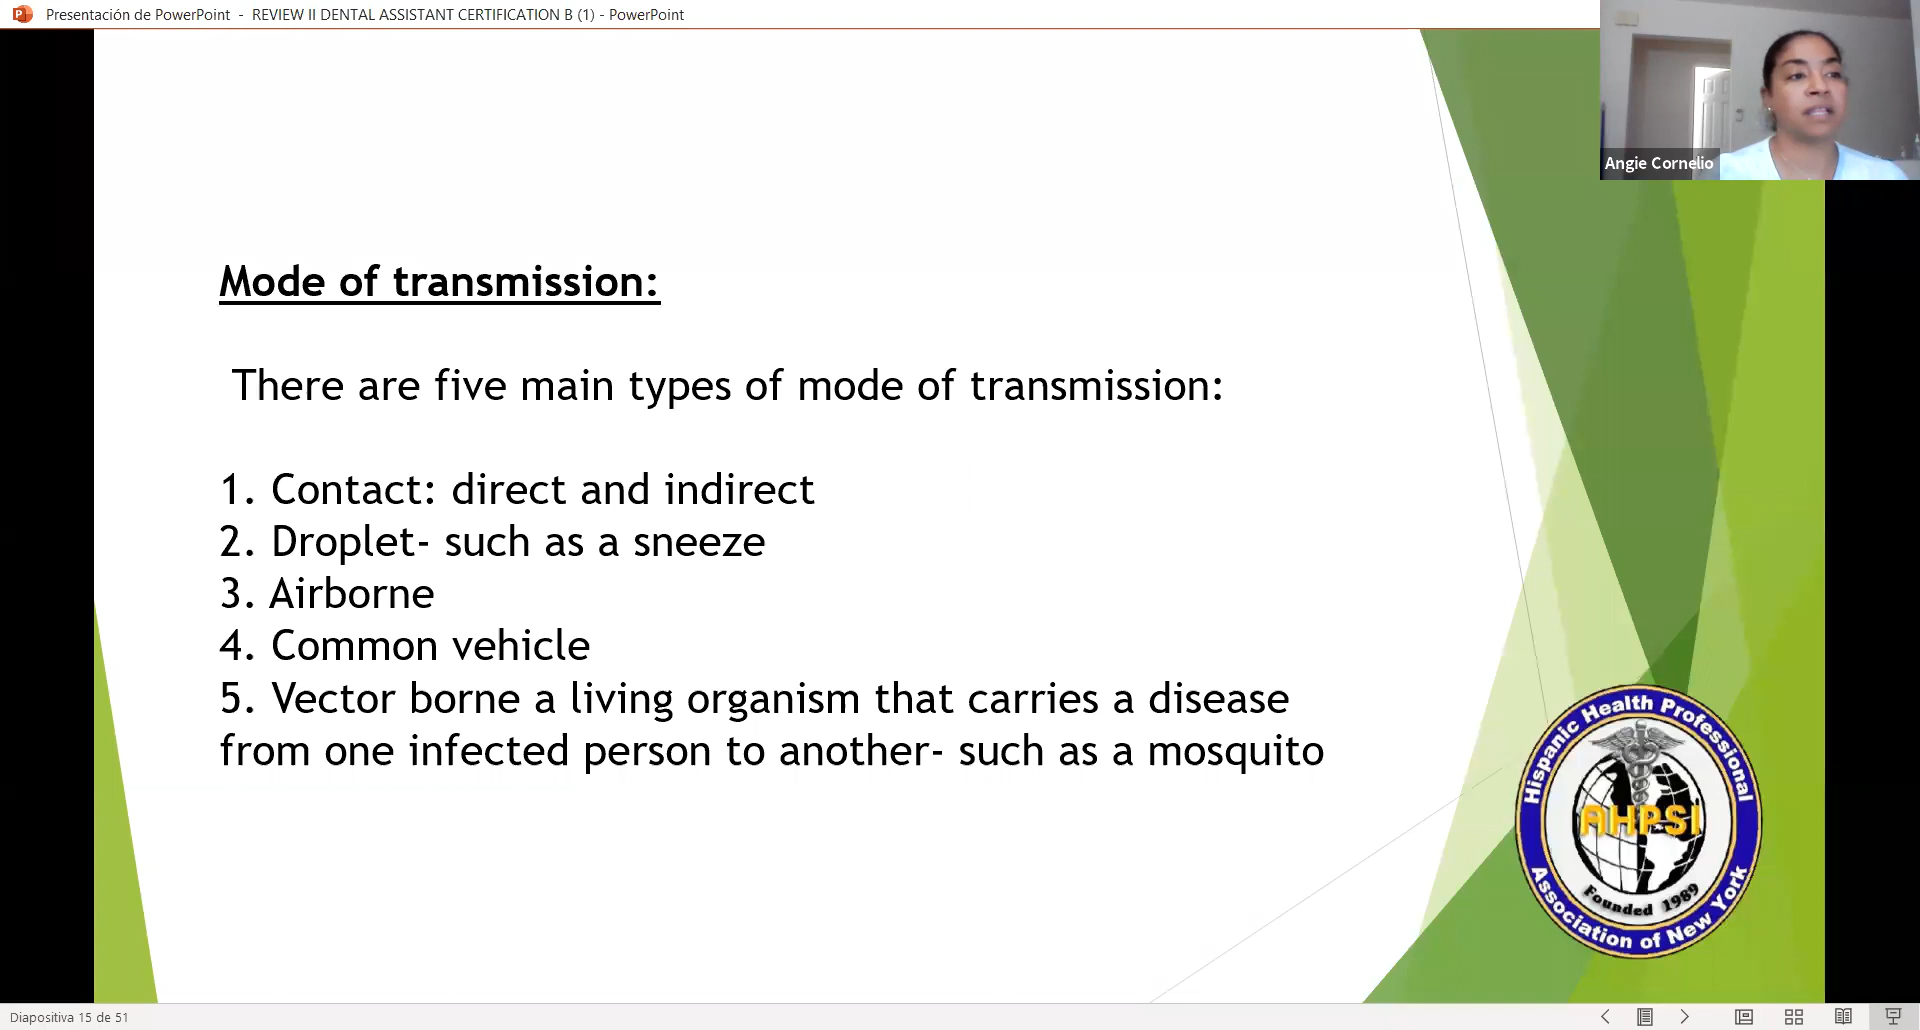 Presentación de PowerPoint - REVIEW II DENTAL ASSISTANT CERTIFICATION B (1) - PowerPoint
Angie Cornelio
Mode of transmission:
There are five main types of mode of transmission:
1. Contact: direct and indirect
2. Droplet- such as a sneeze
3. Airborne
4. Common vehicle
5. Vector borne a living organism that carries a disease
from one infected person to another- such as a mosquito
Hispanic Health Professional
AHPSI
Founded 1989
Association of New York
Diapositiva 15 de 51